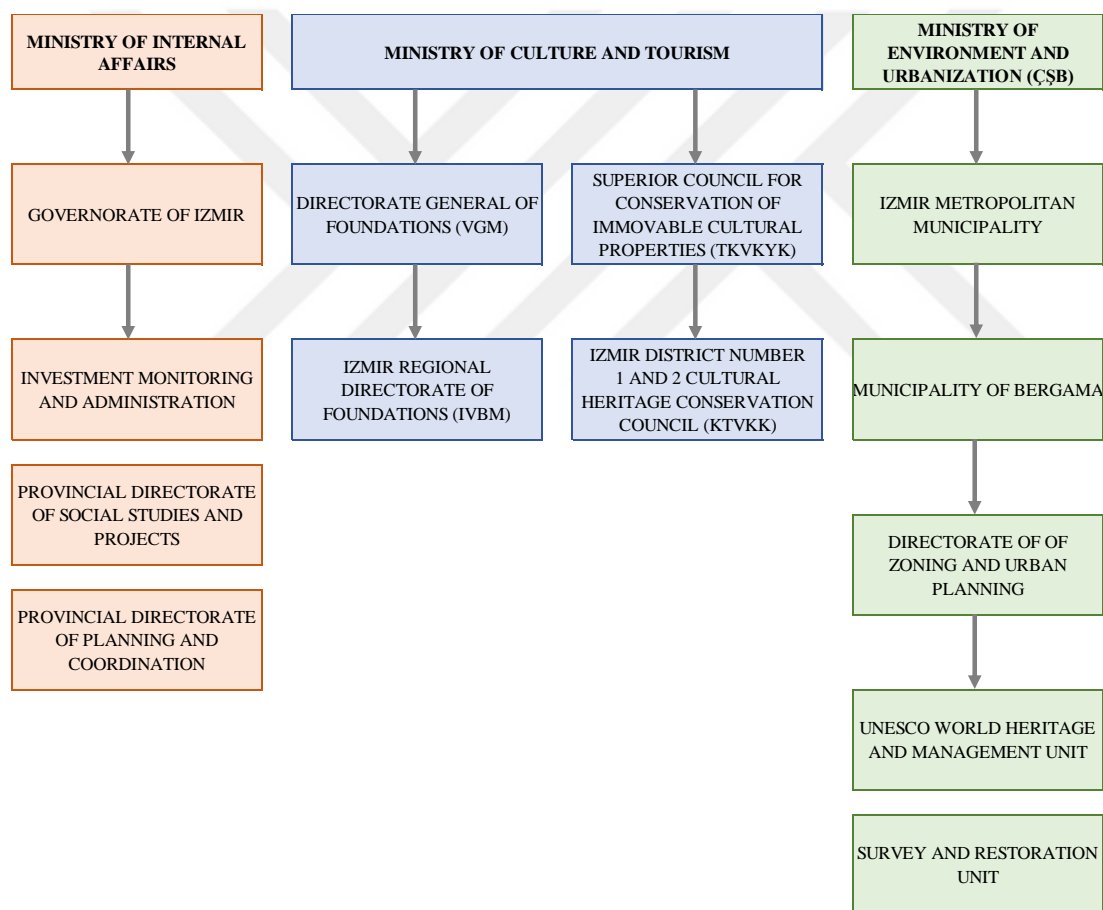 MINISTRY OF INTERNAL
AFFAIRS
MINISTRY OF CULTURE AND TOURISM
MINISTRY OF
ENVIRONMENT AND
URBANIZATION (ÇŞB)
GOVERNORATE OF IZMIR
DIRECTORATE GENERAL OF
FOUNDATIONS (VGM)
SUPERIOR COUNCIL FOR
CONSERVATION OF
IMMOVABLE CULTURAL
PROPERTIES (TKVKYK)
IZMIR METROPOLITAN
MUNICIPALITY
INVESTMENT MONITORING
AND ADMINISTRATION
IZMIR REGIONAL
DIRECTORATE OF
FOUNDATIONS (IVBM)
IZMIR DISTRICT NUMBER
1 AND 2 CULTURAL
HERITAGE CONSERVATION
COUNCIL (KTVKK)
MUNICIPALITY OF BERGAMA
PROVINCIAL DIRECTORATE
OF SOCIAL STUDIES AND
PROJECTS
DIRECTORATE OF OF
ZONING AND URBAN
PLANNING
PROVINCIAL DIRECTORATE
OF PLANNING AND
COORDINATION
UNESCO WORLD HERITAGE
AND MANAGEMENT UNIT
SURVEY AND RESTORATION
UNIT